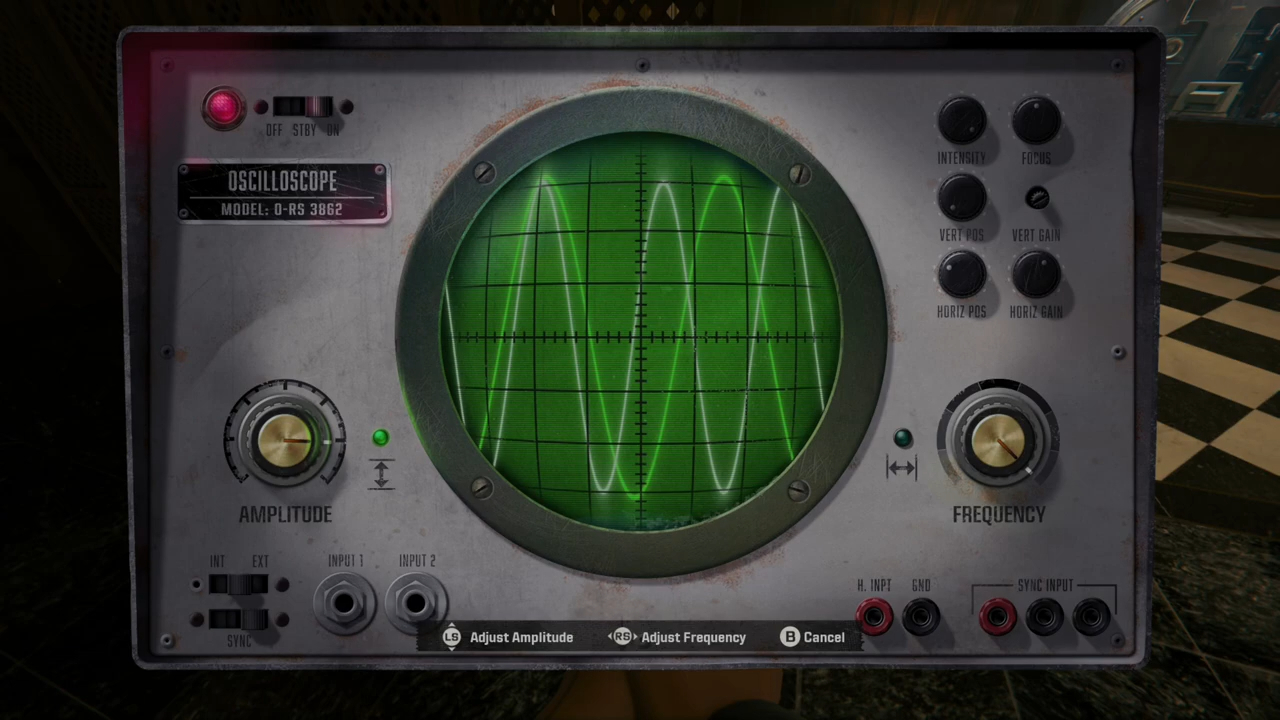 OFF STBY ON
OSCILLOSCOPE
MODEL: O-RS 3862
INTENSITY FOCUS
VERT POS VERT GAIN
HORIZ POS HORIZ GAIN
AMPLITUDE
FREQUENCY
INT EXT
SYNC
INPUT 1 INPUT 2
H. INPT GND
SYNC INPUT
LS Adjust Amplitude RS Adjust Frequency B Cancel